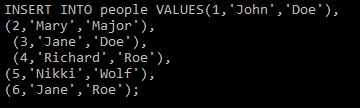 INSERT INTO people VALUES(1,'John','Doe'),
(2,'Mary','Major'),
(3,'Jane','Doe'),
(4,'Richard','Roe'),
(5,'Nikki','Wolf'),
(6,'Jane','Roe');